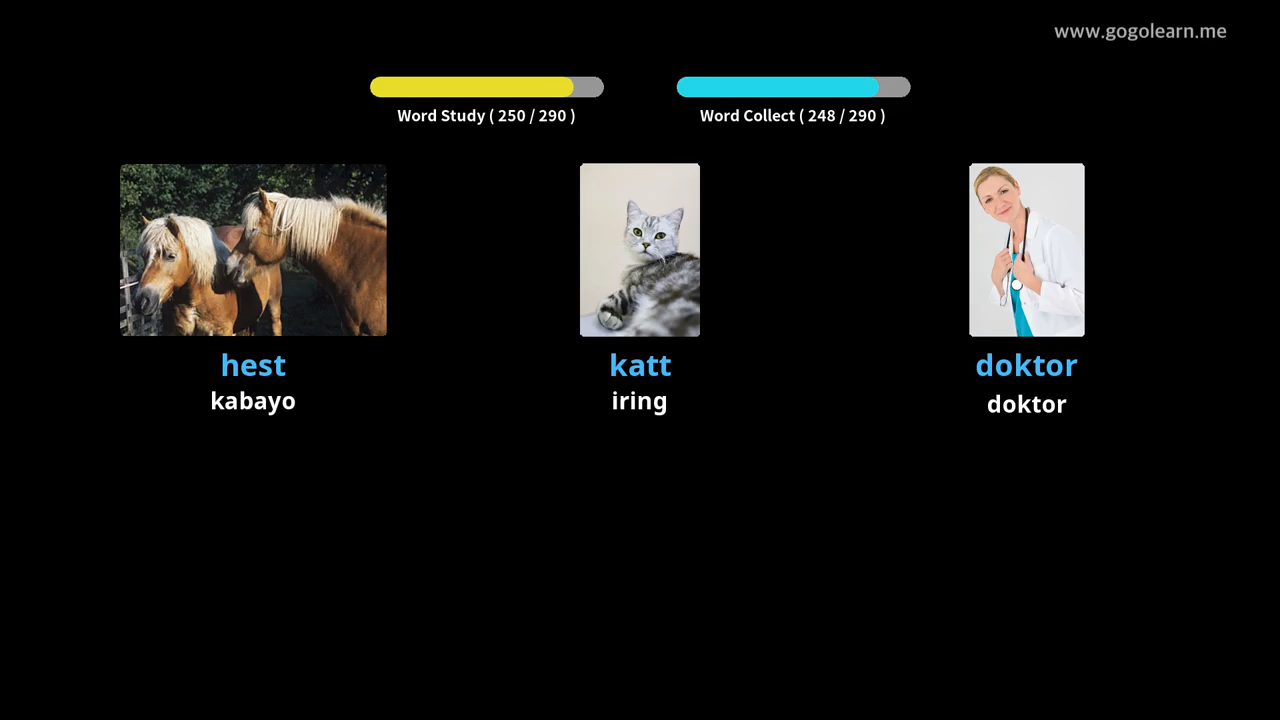 www.gogolearn.me
Word Study ( 250 / 290 )
Word Collect ( 248 / 290 )
hest
kabayo
katt
iring
doktor
doktor